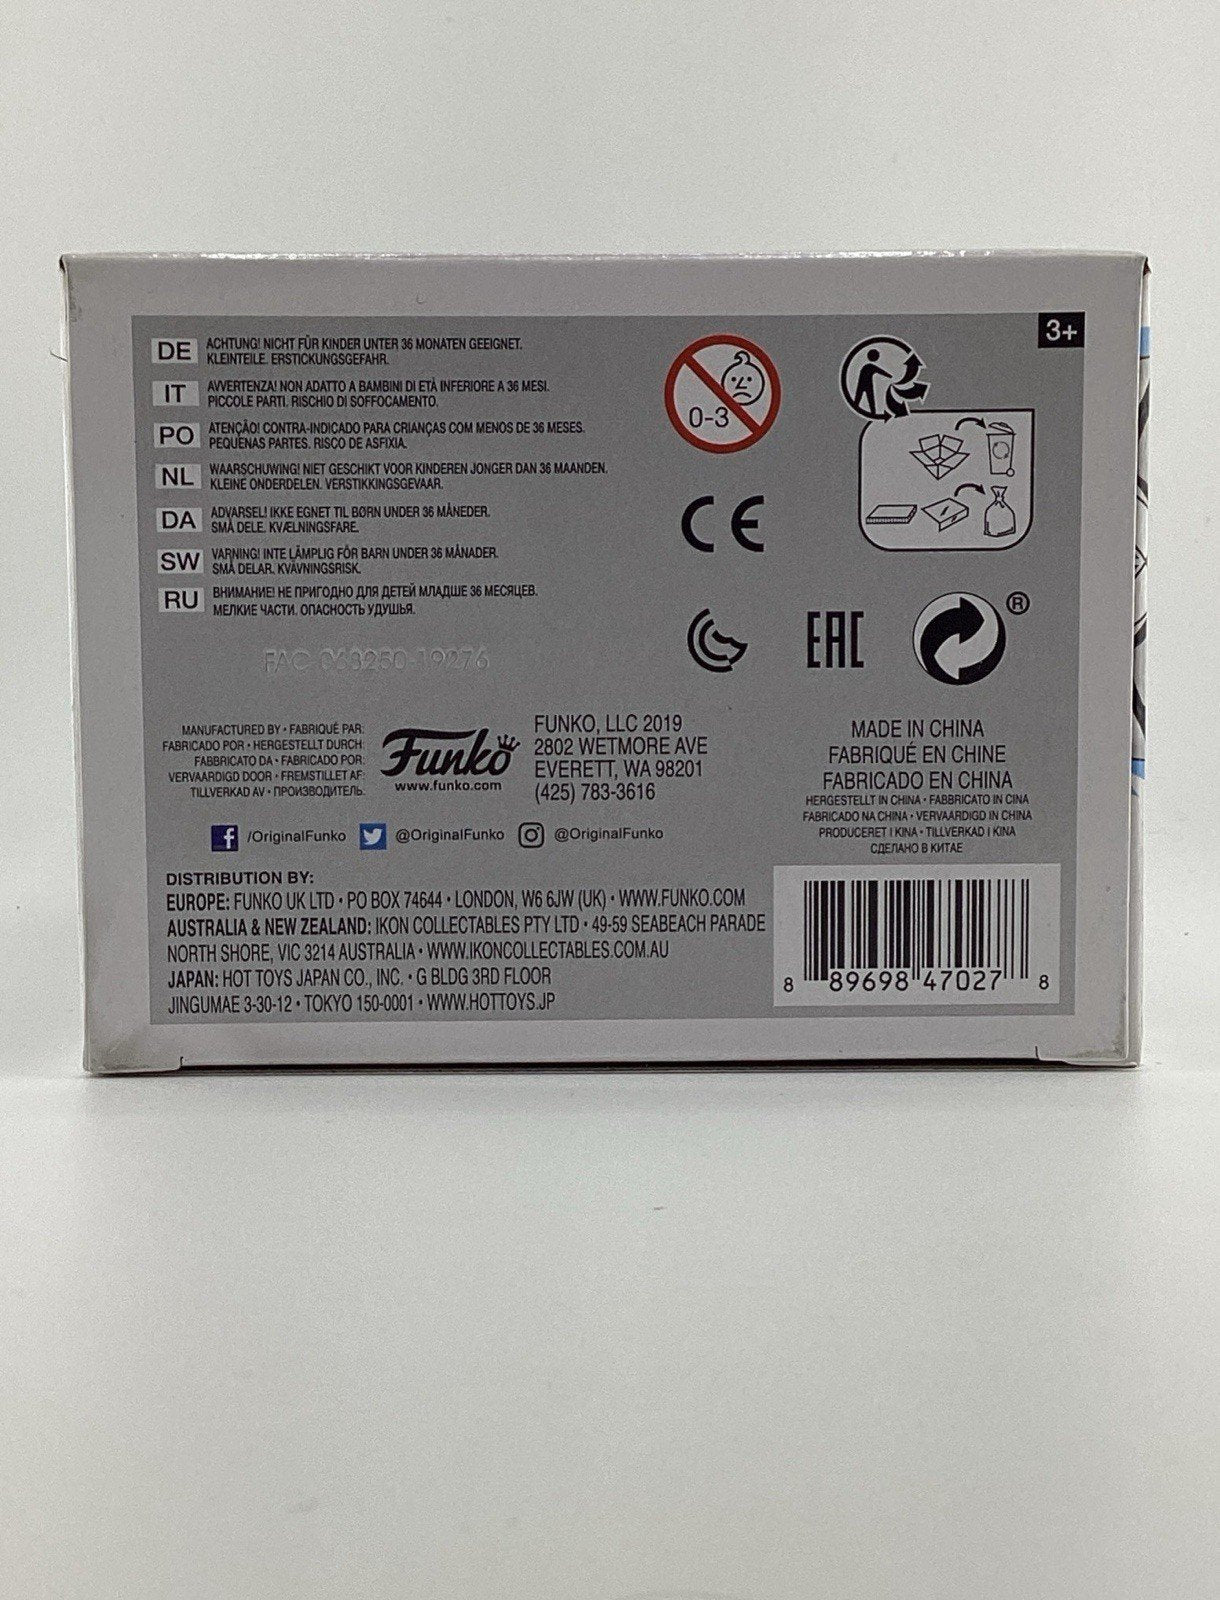 3+
DE ACHTUNG! NICHT FÜR KINDER UNTER 36 MONATEN GEEIGNET.
KLEINTEILE. ERSTICKUNGSGEFAHR.
IT AVVERTENZA! NON ADATTO A BAMBINI DI ETÀ INFERIORE A 36 MESI.
PICCOLE PARTI. RISCHIO DI SOFFOCAMENTO.
PO ATENÇÃO! CONTRA-INDICADO PARA CRIANÇAS COM MENOS DE 36 MESES.
PEQUENAS PARTES. RISCO DE ASFIXIA.
NL WAARSCHUWING! NIET GESCHIKT VOOR KINDEREN JONGER DAN 36 MAANDEN.
KLEINE ONDERDELEN. VERSTIKKINGSGEVAAR.
DA ADVARSEL! IKKE EGNET TIL BØRN UNDER 36 MÅNEDER.
SMÅ DELE. KVÆLNINGSFARE.
SW VARNING! INTE LÄMPLIG FÖR BARN UNDER 36 MÅNADER.
SMÅ DELAR. KVÄVNINGSRISK.
RU ВНИМАНИЕ! НЕ ПРИГОДНО ДЛЯ ДЕТЕЙ МЛАДШЕ 36 МЕСЯЦЕВ.
МЕЛКИЕ ЧАСТИ. ОПАСНОСТЬ УДУШЬЯ.
0-3
CE
EAC
®
FAC-063250-19276
MANUFACTURED BY • FABRIQUÉ PAR:
FABRICADO POR • HERGESTELLT DURCH:
FABBRICATO DA • FABRICADO POR:
VERVAARDIGD DOOR • FREMSTILLET AF:
TILLVERKAD AV • ПРОИЗВОДИТЕЛЬ:
Funko
www.funko.com
FUNKO, LLC 2019
2802 WETMORE AVE
EVERETT, WA 98201
(425) 783-3616
MADE IN CHINA
FABRIQUÉ EN CHINE
FABRICADO EN CHINA
HERGESTELLT IN CHINA • FABBRICATO IN CINA
FABRICADO NA CHINA • VERVAARDIGD IN CHINA
PRODUCERET I KINA • TILLVERKAD I KINA
СДЕЛАНО В КИТАЕ
f /OriginalFunko @OriginalFunko @OriginalFunko
DISTRIBUTION BY:
EUROPE: FUNKO UK LTD • PO BOX 74644 • LONDON, W6 6JW (UK) • WWW.FUNKO.COM
AUSTRALIA & NEW ZEALAND: IKON COLLECTABLES PTY LTD • 49-59 SEABEACH PARADE
NORTH SHORE, VIC 3214 AUSTRALIA • WWW.IKONCOLLECTABLES.COM.AU
JAPAN: HOT TOYS JAPAN CO., INC. • G BLDG 3RD FLOOR
JINGUMAE 3-30-12 • TOKYO 150-0001 • WWW.HOTTOYS.JP
8 89698 47027 8